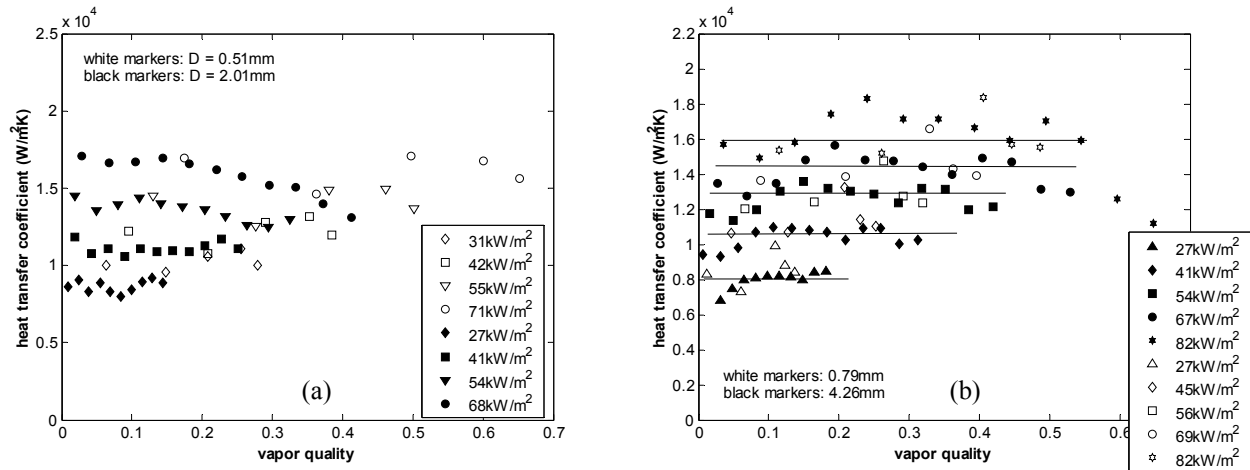 x 10⁴
2.5
2
1.5
1
0.5
0
heat transfer coefficient (W/m²K)
white markers: D = 0.51mm
black markers: D = 2.01mm
(a)
31kW/m²
42kW/m²
55kW/m²
71kW/m²
27kW/m²
41kW/m²
54kW/m²
68kW/m²
0 0.1 0.2 0.3 0.4 0.5 0.6 0.7
vapor quality
x 10⁴
2
1.8
1.6
1.4
1.2
1
0.8
0.6
0.4
0.2
0
heat transfer coefficient (W/m²K)
white markers: 0.79mm
black markers: 4.26mm
(b)
27kW/m²
41kW/m²
54kW/m²
67kW/m²
82kW/m²
27kW/m²
45kW/m²
56kW/m²
69kW/m²
82kW/m²
0 0.1 0.2 0.3 0.4 0.5 0.6
vapor quality